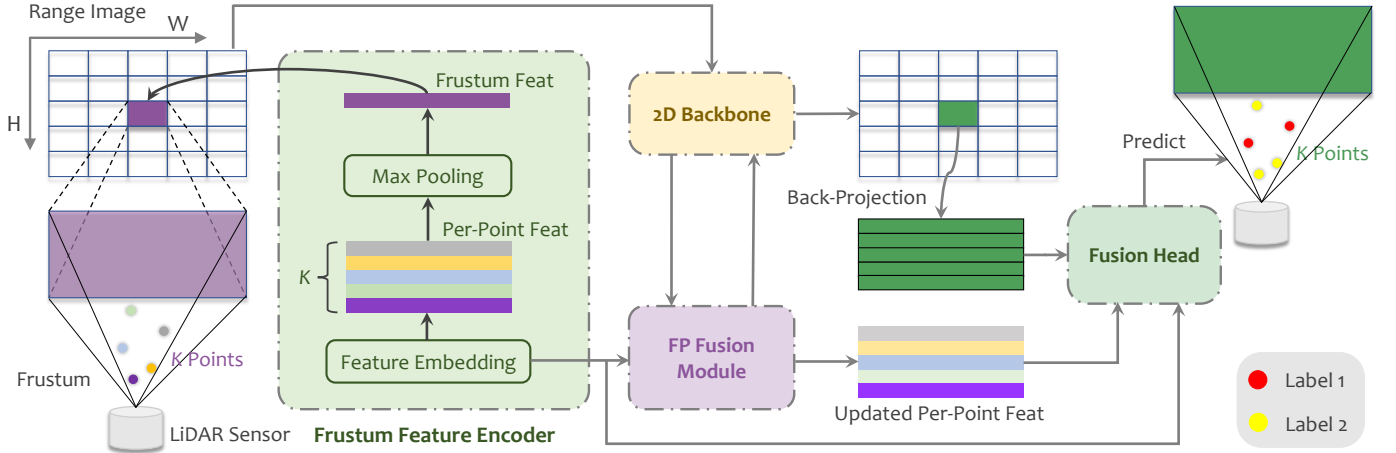 Range Image
W
H
K Points
Frustum
LiDAR Sensor
Frustum Feat
Max Pooling
Per-Point Feat
K
Feature Embedding
Frustum Feature Encoder
2D Backbone
FP Fusion
Module
Back-Projection
Updated Per-Point Feat
Fusion Head
Predict
K Points
Label 1
Label 2